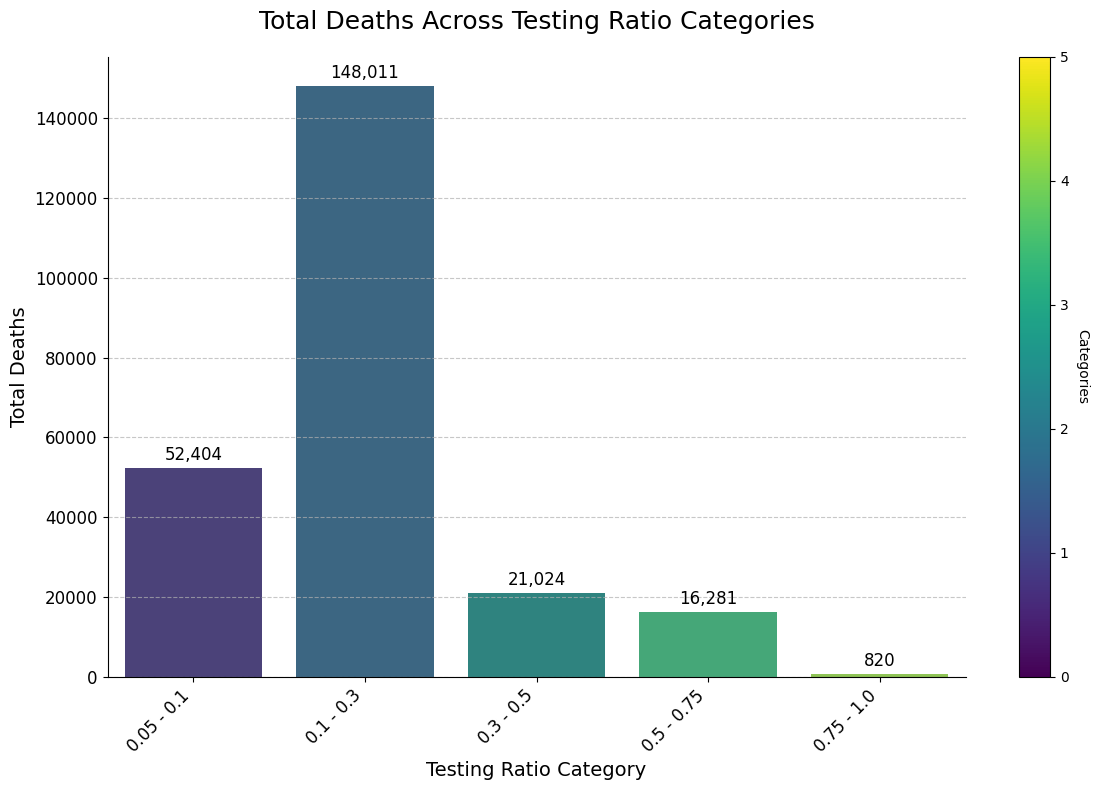 Total Deaths Across Testing Ratio Categories
Total Deaths
140000
120000
100000
80000
60000
40000
20000
0
52,404
148,011
21,024
16,281
820
0.05 - 0.1
0.1 - 0.3
0.3 - 0.5
0.5 - 0.75
0.75 - 1.0
Testing Ratio Category
5
4
3
2
1
0
Categories